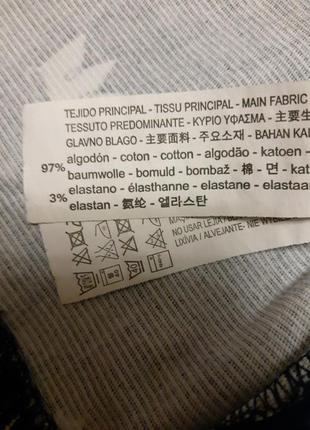 TEJIDO PRINCIPAL - TISSU PRINCIPAL - MAIN FABRIC
TESSUTO PREDOMINANTE - ΚΥΡΙΟ ΥΦΑΣΜΑ - 主要生
GLAVNO BLAGO - 主要面料 - 주요소재 - BAHAN KAI
97% algodón - coton - cotton - algodão - katoen -
baumwolle - bomuld - bombaž - 棉 - 면 - kat
3% elastano - élasthanne - elastane - elastaa
elastan - 氨纶 - 엘라스탄
NO USAR LEJIA
LIXÍVIA / ALVEJANTE